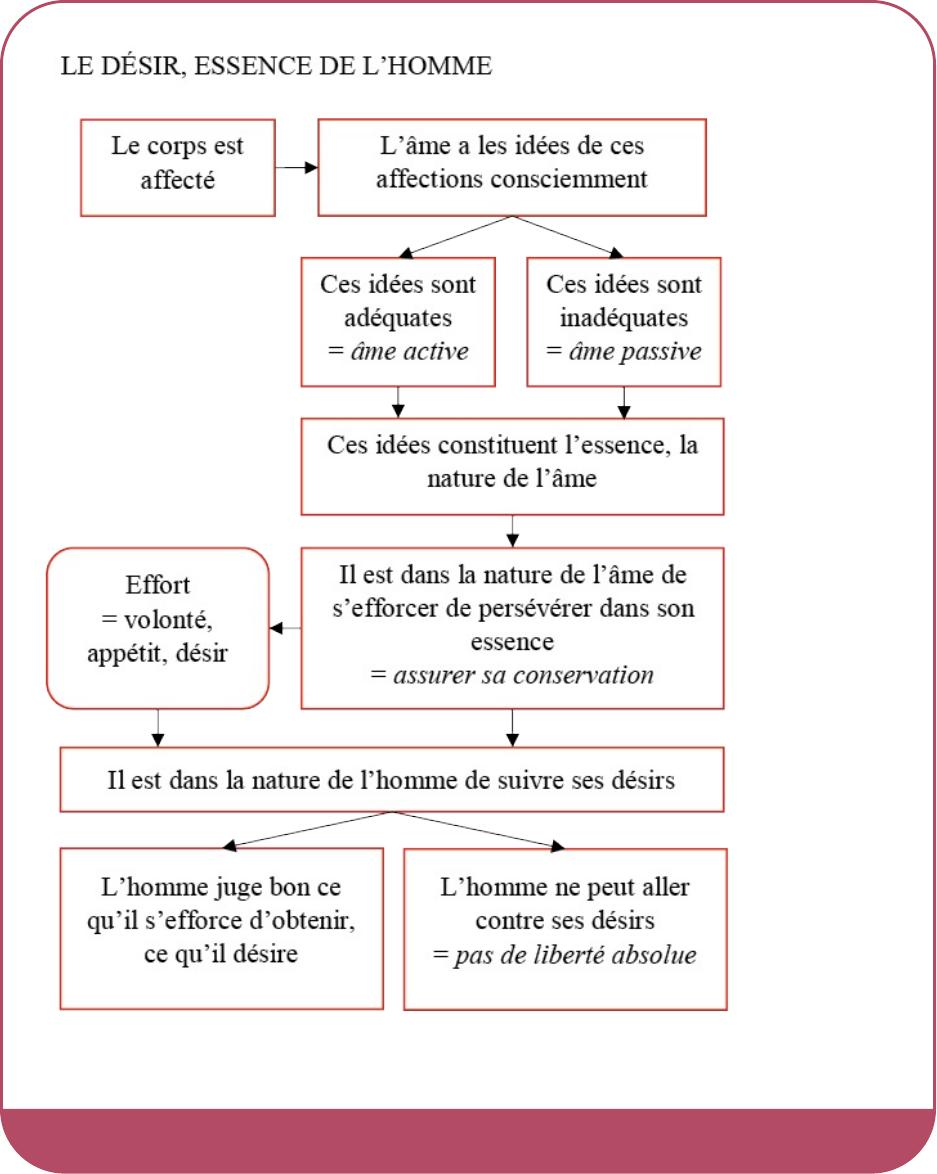 LE DÉSIR, ESSENCE DE L’HOMME
Le corps est
affecté
L’âme a les idées de ces
affections consciemment
Ces idées sont
adéquates
= âme active
Ces idées sont
inadéquates
= âme passive
Ces idées constituent l’essence, la
nature de l’âme
Effort
= volonté,
appétit, désir
Il est dans la nature de l’âme de
s’efforcer de persévérer dans son
essence
= assurer sa conservation
Il est dans la nature de l’homme de suivre ses désirs
L’homme juge bon ce
qu’il s’efforce d’obtenir,
ce qu’il désire
L’homme ne peut aller
contre ses désirs
= pas de liberté absolue